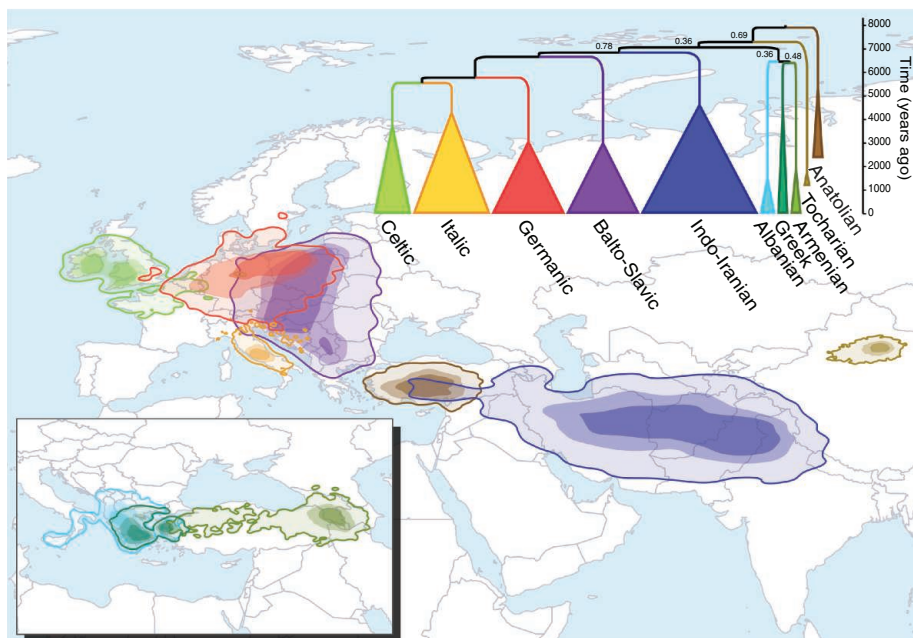 0.78
0.36
0.69
0.36
0.48
8000
7000
6000
5000
4000
3000
2000
1000
0
Time (years ago)
Celtic
Italic
Germanic
Balto-Slavic
Indo-Iranian
Albanian
Greek
Armenian
Tocharian
Anatolian